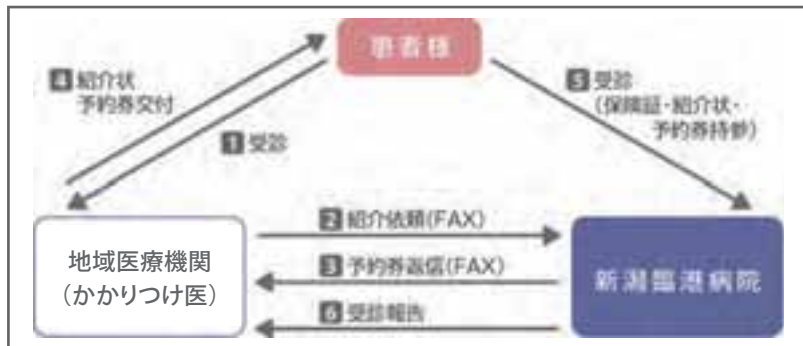 患者様
4 紹介状
予約券交付
5 受診
(保険証・紹介状・
予約券持参)
1 受診
2 紹介依頼(FAX)
地域医療機関
(かかりつけ医)
3 予約券返信(FAX)
新潟臨港病院
6 受診報告